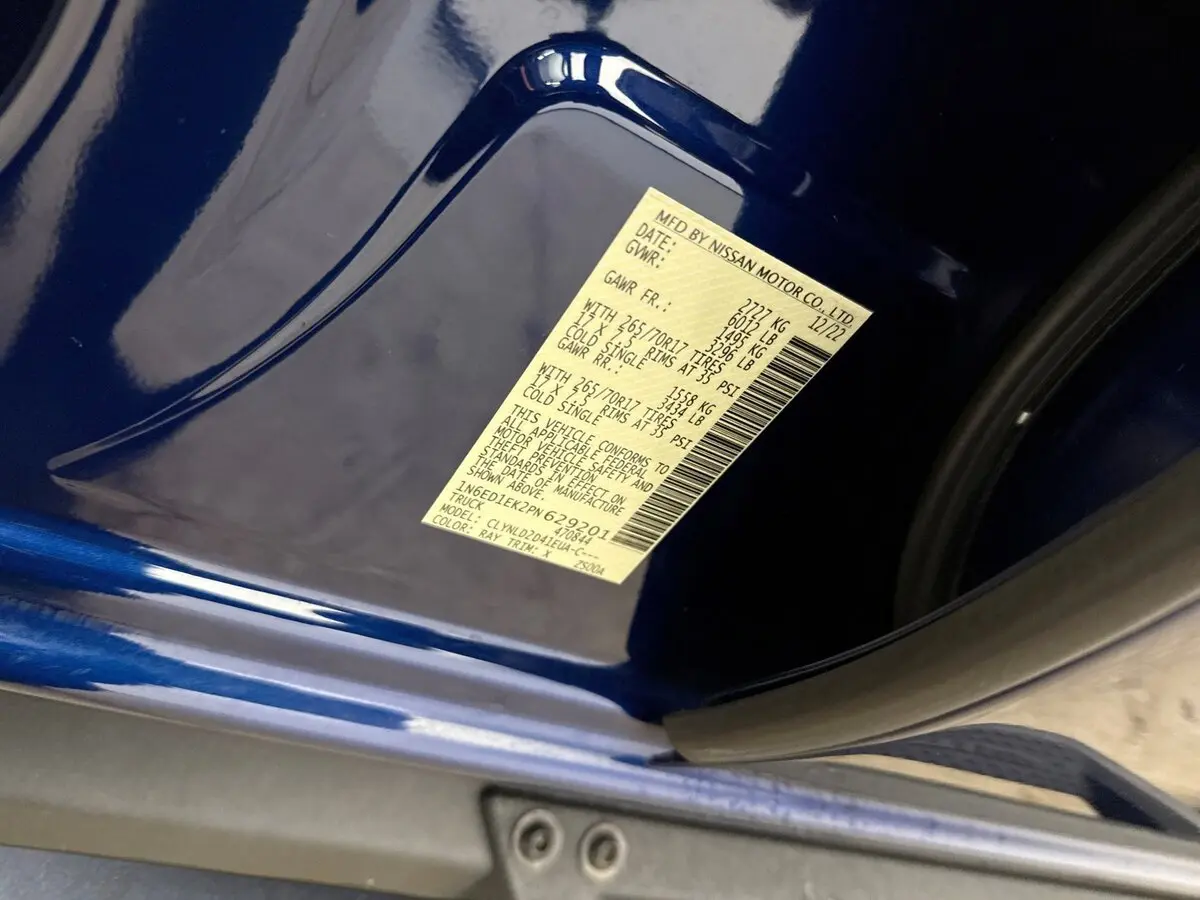 MFD BY NISSAN MOTOR CO., LTD.
DATE: 12/22
GVWR: 2727 KG
6012 LB
GAWR FR.: 1495 KG
3296 LB
WITH 265/70R17 TIRES
17 X 7.5 RIMS AT 35 PSI
COLD SINGLE
GAWR RR.: 1558 KG
3434 LB
WITH 265/70R17 TIRES
17 X 7.5 RIMS AT 35 PSI
COLD SINGLE
THIS VEHICLE CONFORMS TO
ALL APPLICABLE FEDERAL
MOTOR VEHICLE SAFETY AND
THEFT PREVENTION
STANDARDS IN EFFECT ON
THE DATE OF MANUFACTURE
SHOWN ABOVE.
1N6ED1EK2PN629201
TRUCK 470844
MODEL: CLYNLD2D41EUA-C---
COLOR: RAY TRIM: X ZS00A